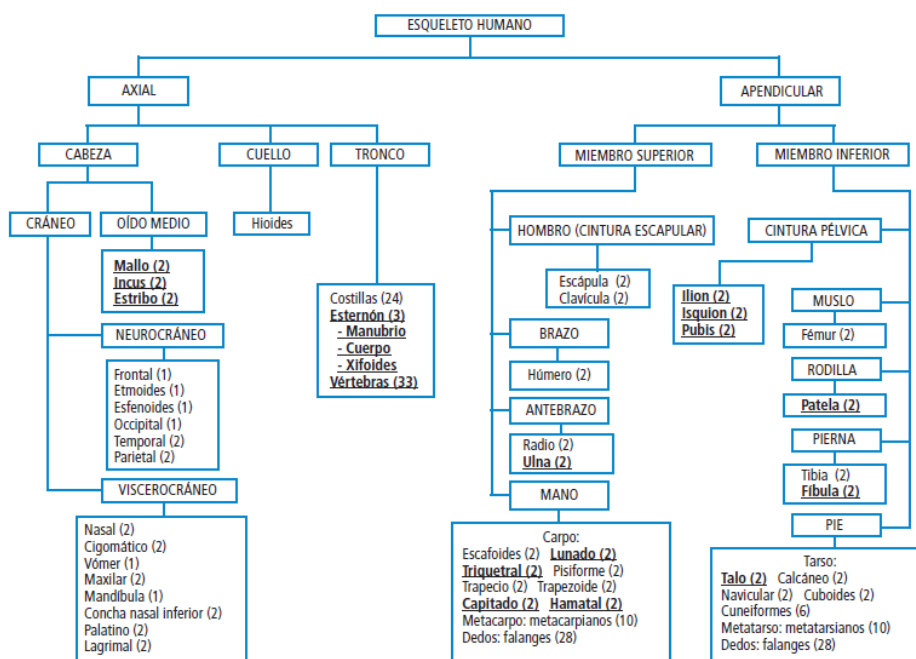 ESQUELETO HUMANO
AXIAL
APENDICULAR
CABEZA
CUELLO
TRONCO
MIEMBRO SUPERIOR
MIEMBRO INFERIOR
CRÁNEO
OÍDO MEDIO
Hioides
HOMBRO (CINTURA ESCAPULAR)
CINTURA PÉLVICA
Mallo (2)
Incus (2)
Estribo (2)
Costillas (24)
Esternón (3)
- Manubrio
- Cuerpo
- Xifoides
Vértebras (33)
Escápula (2)
Clavícula (2)
Ilion (2)
Isquion (2)
Pubis (2)
MUSLO
Fémur (2)
NEUROCRÁNEO
Frontal (1)
Etmoides (1)
Esfenoides (1)
Occipital (1)
Temporal (2)
Parietal (2)
BRAZO
Húmero (2)
RODILLA
Patela (2)
ANTEBRAZO
Radio (2)
Ulna (2)
PIERNA
Tibia (2)
Fíbula (2)
VISCEROCRÁNEO
Nasal (2)
Cigomático (2)
Vómer (1)
Maxilar (2)
Mandíbula (1)
Concha nasal inferior (2)
Palatino (2)
Lagrimal (2)
MANO
Carpo:
Escafoides (2) Lunado (2)
Triquetral (2) Pisiforme (2)
Trapecio (2) Trapezoide (2)
Capitado (2) Hamatal (2)
Metacarpo: metacarpianos (10)
Dedos: falanges (28)
PIE
Tarso:
Talo (2) Calcáneo (2)
Navicular (2) Cuboides (2)
Cuneiformes (6)
Metatarso: metatarsianos (10)
Dedos: falanges (28)